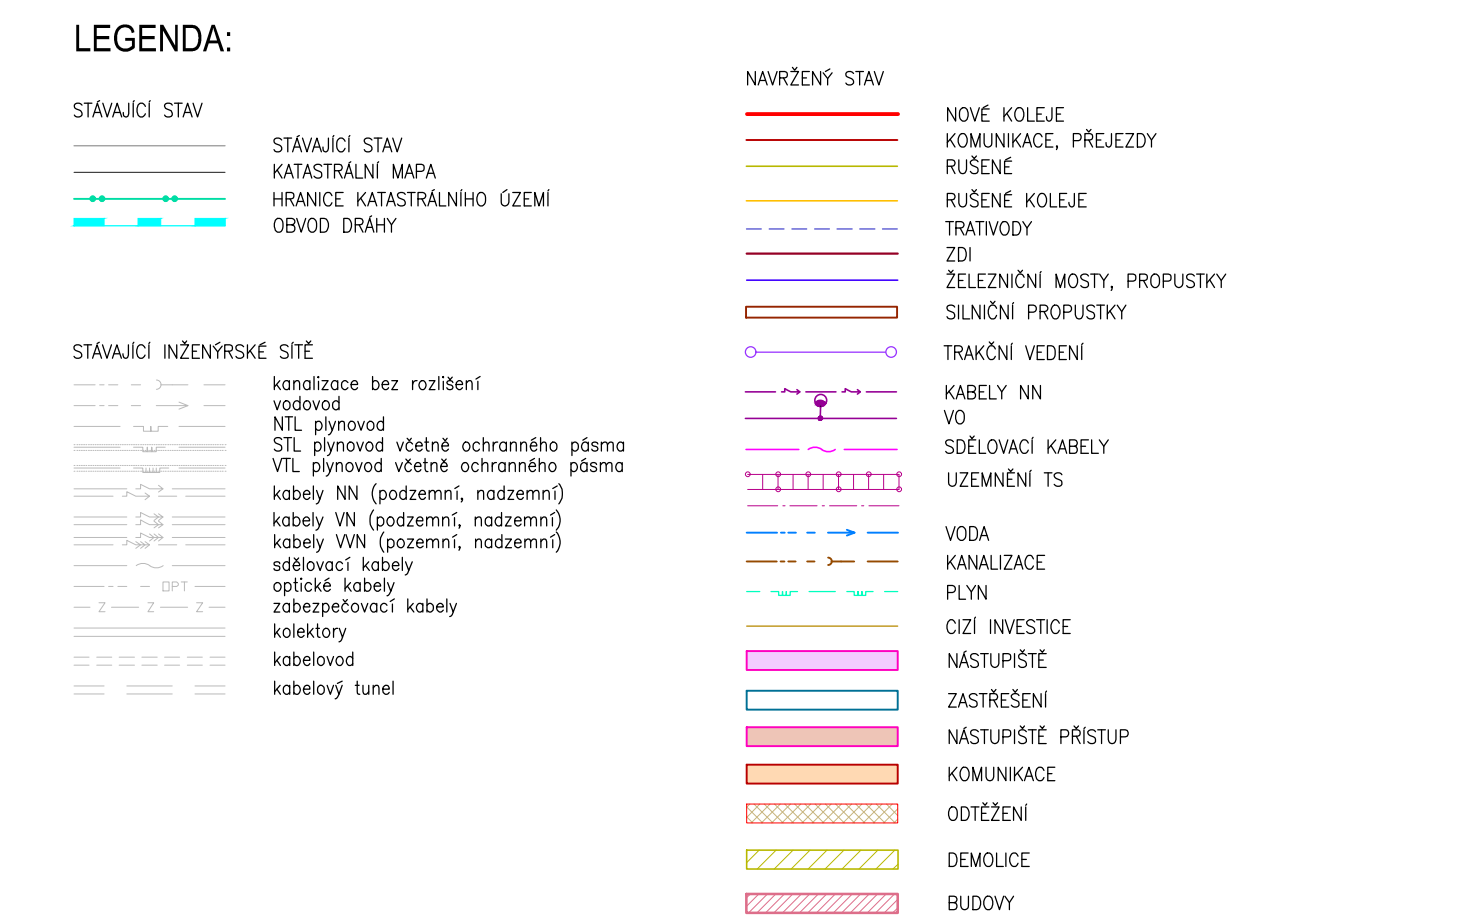 LEGENDA:
STÁVAJÍCÍ STAV
STÁVAJÍCÍ STAV
KATASTRÁLNÍ MAPA
HRANICE KATASTRÁLNÍHO ÚZEMÍ
OBVOD DRÁHY
STÁVAJÍCÍ INŽENÝRSKÉ SÍTĚ
kanalizace bez rozlišení
vodovod
NTL plynovod
STL plynovod včetně ochranného pásma
VTL plynovod včetně ochranného pásma
kabely NN (podzemní, nadzemní)
kabely VN (podzemní, nadzemní)
kabely VVN (pozemní, nadzemní)
sdělovací kabely
OPT optické kabely
Z Z Z zabezpečovací kabely
kolektory
kabelovod
kabelový tunel
NAVRŽENÝ STAV
NOVÉ KOLEJE
KOMUNIKACE, PŘEJEZDY
RUŠENÉ
RUŠENÉ KOLEJE
TRATIVODY
ZDI
ŽELEZNIČNÍ MOSTY, PROPUSTKY
SILNIČNÍ PROPUSTKY
TRAKČNÍ VEDENÍ
KABELY NN
VO
SDĚLOVACÍ KABELY
UZEMNĚNÍ TS
VODA
KANALIZACE
PLYN
CIZÍ INVESTICE
NÁSTUPIŠTĚ
ZASTŘEŠENÍ
NÁSTUPIŠTĚ PŘÍSTUP
KOMUNIKACE
ODTĚŽENÍ
DEMOLICE
BUDOVY